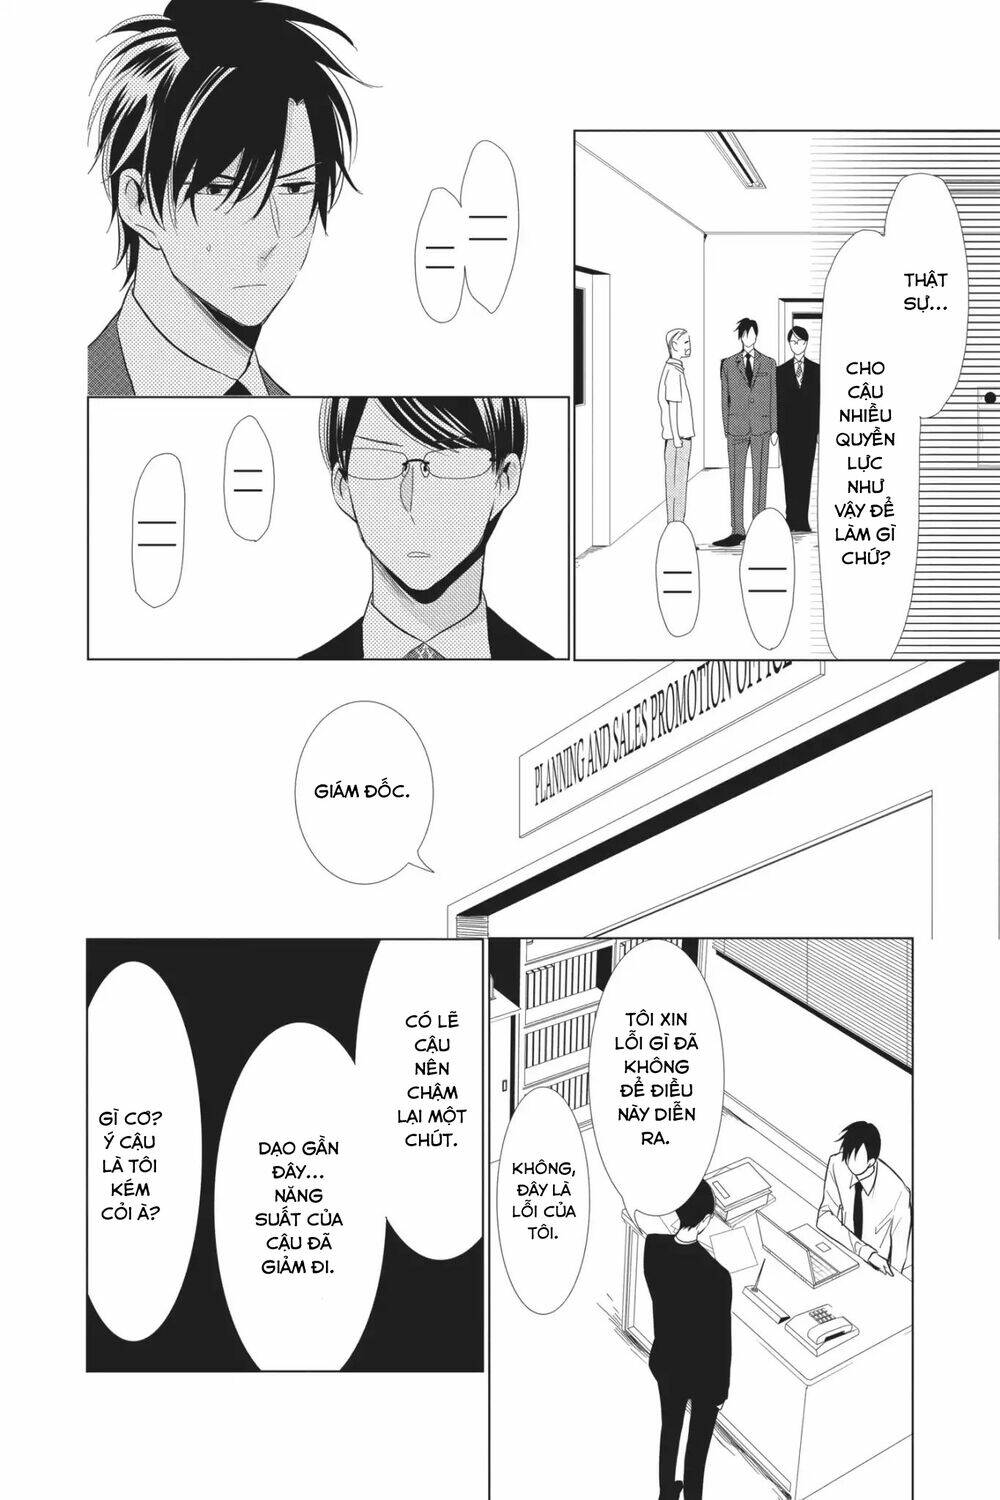 THẬT
SỰ...
CHO
CẬU
NHIỀU
QUYỀN
LỰC
NHƯ
VẬY ĐỂ
LÀM GÌ
CHỨ?
PLANNING AND SALES PROMOTION OFFICE
GIÁM ĐỐC.
TÔI XIN
LỖI GÌ ĐÃ
KHÔNG
ĐỂ ĐIỀU
NÀY DIỄN
RA.
KHÔNG,
ĐÂY LÀ
LỖI CỦA
TÔI.
CÓ LẼ
CẬU
NÊN
CHẬM
LẠI MỘT
CHÚT.
DẠO GẦN
ĐÂY...
NĂNG
SUẤT CỦA
CẬU ĐÃ
GIẢM ĐI.
GÌ CƠ?
Ý CẬU
LÀ TÔI
KÉM
CỎI À?